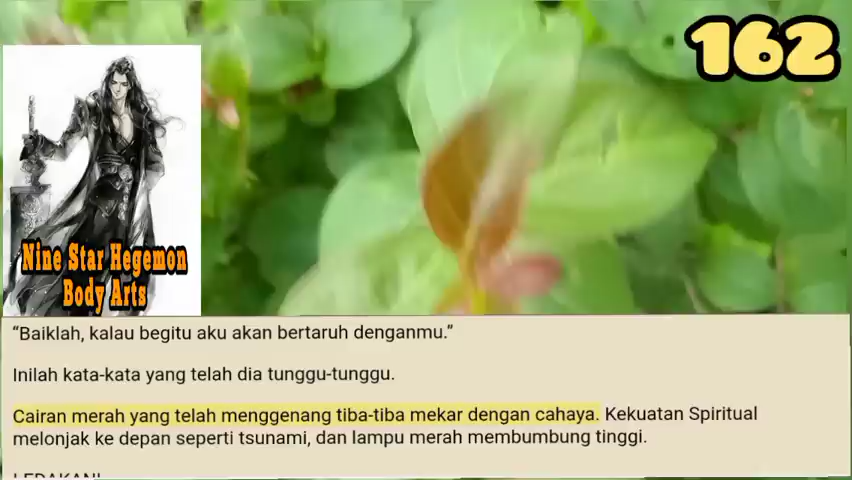 162
Nine Star Hegemon
Body Arts
“Baiklah, kalau begitu aku akan bertaruh denganmu.”
Inilah kata-kata yang telah dia tunggu-tunggu.
Cairan merah yang telah menggenang tiba-tiba mekar dengan cahaya. Kekuatan Spiritual
melonjak ke depan seperti tsunami, dan lampu merah membumbung tinggi.